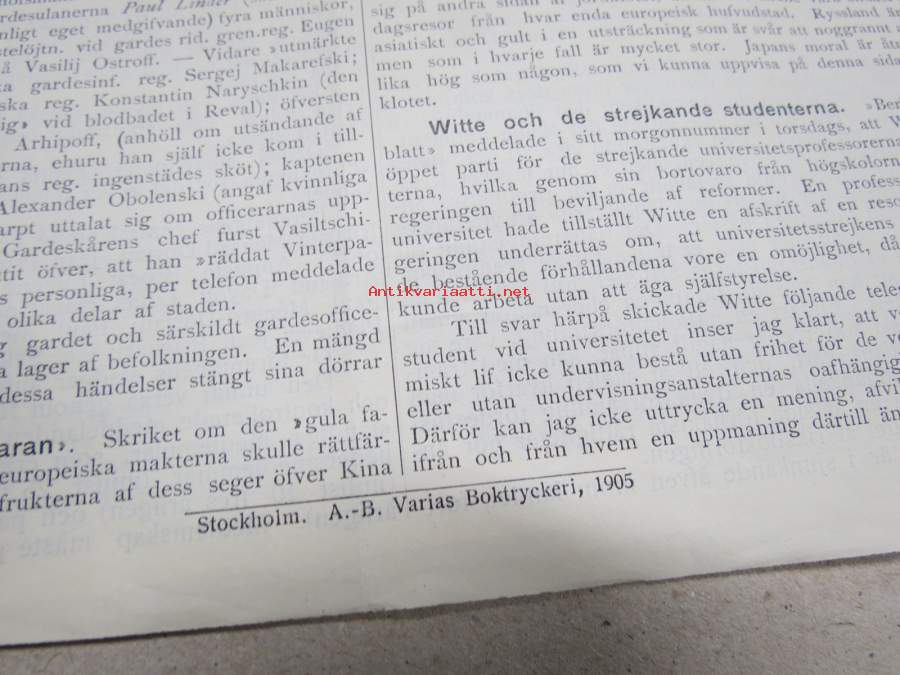 Paul Linder
nligt eget medgifvande) fyra människor,
telöjtn. vid gardes rid. gren.reg. Eugen
Vasilij Ostroff. — Vidare »utmärkte
gardesinf. reg. Sergej Makarefski;
ska reg. Konstantin Naryschkin (den
ig» vid blodbadet i Reval); öfversten
Arhipoff, (anhöll om utsändande af
rna, ehuru han själf icke kom i till-
ans reg. ingenstädes sköt); kaptenen
Alexander Obolenski (angaf kvinnliga
arpt uttalat sig om officerarnas upp-
Gardeskårens chef furst Vasiltschi-
tit öfver, att han »räddat Vinterpa-
s personliga, per telefon meddelade
olika delar af staden.
g gardet och särskildt gardesoffice-
a lager af befolkningen. En mängd
dessa händelser stängt sina dörrar
aran». Skriket om den »gula fa-
europeiska makterna skulle rättfär-
frukterna af dess seger öfver Kina
sig på andra sidan
dagsresor från hvar enda europeisk hufvudstad. Ryssland är
asiatiskt och gult i en utsträckning som är svår att noggrannt a
men som i hvarje fall är mycket stor. Japans moral är
lika hög som någon, som vi kunna uppvisa på denna sida
klotet.
Witte och de strejkande studenterna. »Ber
blatt» meddelade i sitt morgonnummer i torsdags, att W
öppet parti för de strejkande universitetsprofessorerna
terna, hvilka genom sin bortovaro från högskolorn
regeringen till beviljande af reformer. En profess
universitet hade tillställt Witte en afskrift af en reso
geringen underrättas om, att universitetsstrejkens
de bestående förhållandena vore en omöjlighet, då
kunde arbeta utan att äga själfstyrelse.
Till svar härpå skickade Witte följande tele
student vid universitetet inser jag klart, att v
miskt lif icke kunna bestå utan frihet för de ve
eller utan undervisningsanstalternas oafhängig
Därför kan jag icke uttrycka en mening, afvi
ifrån och från hvem en uppmaning därtill än
Stockholm. A.-B. Varias Boktryckeri, 1905
Antikvariaatti.net